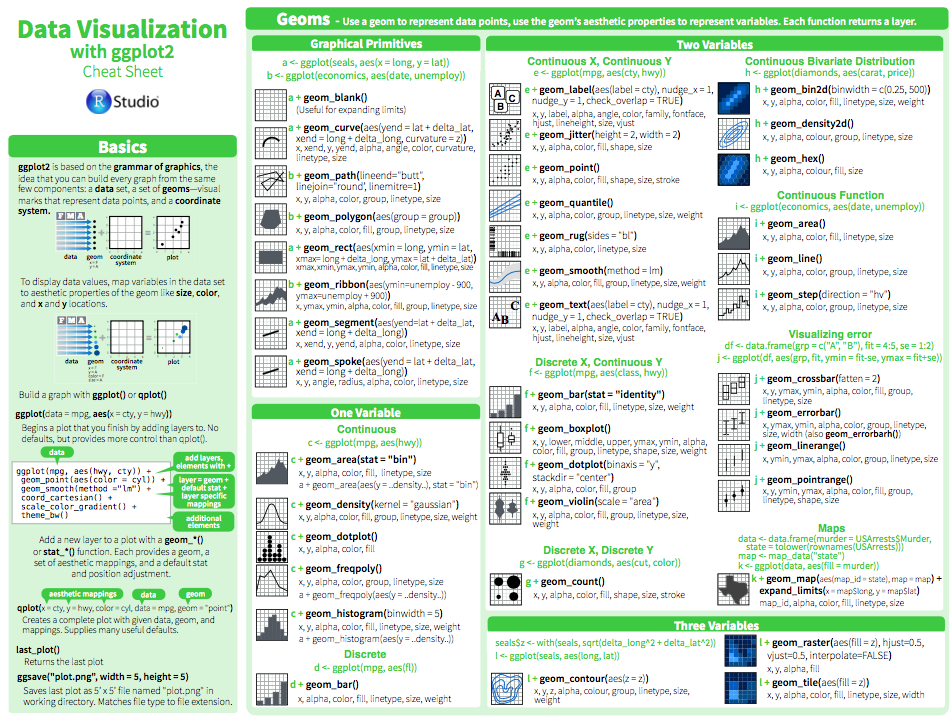 Data Visualization
with ggplot2
Cheat Sheet
R Studio
Basics
ggplot2 is based on the grammar of graphics, the
idea that you can build every graph from the same
few components: a data set, a set of geoms—visual
marks that represent data points, and a coordinate
system.
F M A
data geom coordinate plot
x = F
y = A
system
To display data values, map variables in the data set
to aesthetic properties of the geom like size, color,
and x and y locations.
F M A
data geom coordinate plot
x = F
y = A
color = F
size = A
system
Build a graph with ggplot() or qplot()
ggplot(data = mpg, aes(x = cty, y = hwy))
Begins a plot that you finish by adding layers to. No
defaults, but provides more control than qplot().
data
ggplot(mpg, aes(hwy, cty)) +
geom_point(aes(color = cyl)) +
geom_smooth(method ="lm") +
coord_cartesian() +
scale_color_gradient() +
theme_bw()
add layers,
elements with +
layer = geom +
default stat +
layer specific
mappings
additional
elements
Add a new layer to a plot with a geom_*()
or stat_*() function. Each provides a geom, a
set of aesthetic mappings, and a default stat
and position adjustment.
aesthetic mappings data geom
qplot(x = cty, y = hwy, color = cyl, data = mpg, geom = "point")
Creates a complete plot with given data, geom, and
mappings. Supplies many useful defaults.
last_plot()
Returns the last plot
ggsave("plot.png", width = 5, height = 5)
Saves last plot as 5' x 5' file named "plot.png" in
working directory. Matches file type to file extension.
Geoms - Use a geom to represent data points, use the geom's aesthetic properties to represent variables. Each function returns a layer.
Graphical Primitives
a <- ggplot(seals, aes(x = long, y = lat))
b <- ggplot(economics, aes(date, unemploy))
a + geom_blank()
(Useful for expanding limits)
a + geom_curve(aes(yend = lat + delta_lat,
xend = long + delta_long, curvature = z))
x, xend, y, yend, alpha, angle, color, curvature,
linetype, size
b + geom_path(lineend="butt",
linejoin="round', linemitre=1)
x, y, alpha, color, group, linetype, size
b + geom_polygon(aes(group = group))
x, y, alpha, color, fill, group, linetype, size
a + geom_rect(aes(xmin = long, ymin = lat,
xmax= long + delta_long, ymax = lat + delta_lat))
xmax, xmin, ymax, ymin, alpha, color, fill, linetype, size
b + geom_ribbon(aes(ymin=unemploy - 900,
ymax=unemploy + 900))
x, ymax, ymin, alpha, color, fill, group, linetype, size
a + geom_segment(aes(yend=lat + delta_lat,
xend = long + delta_long))
x, xend, y, yend, alpha, color, linetype, size
a + geom_spoke(aes(yend = lat + delta_lat,
xend = long + delta_long))
x, y, angle, radius, alpha, color, linetype, size
One Variable
Continuous
c <- ggplot(mpg, aes(hwy))
c + geom_area(stat = "bin")
x, y, alpha, color, fill, linetype, size
a + geom_area(aes(y = ..density..), stat = "bin")
c + geom_density(kernel = "gaussian")
x, y, alpha, color, fill, group, linetype, size, weight
c + geom_dotplot()
x, y, alpha, color, fill
c + geom_freqpoly()
x, y, alpha, color, group, linetype, size
a + geom_freqpoly(aes(y = ..density..))
c + geom_histogram(binwidth = 5)
x, y, alpha, color, fill, linetype, size, weight
a + geom_histogram(aes(y = ..density..))
Discrete
d <- ggplot(mpg, aes(fl))
d + geom_bar()
x, alpha, color, fill, linetype, size, weight
Two Variables
Continuous X, Continuous Y
e <- ggplot(mpg, aes(cty, hwy))
A B C
e + geom_label(aes(label = cty), nudge_x = 1,
nudge_y = 1, check_overlap = TRUE)
x, y, label, alpha, angle, color, family, fontface,
hjust, lineheight, size, vjust
e + geom_jitter(height = 2, width = 2)
x, y, alpha, color, fill, shape, size
e + geom_point()
x, y, alpha, color, fill, shape, size, stroke
e + geom_quantile()
x, y, alpha, color, group, linetype, size, weight
e + geom_rug(sides = "bl")
x, y, alpha, color, linetype, size
e + geom_smooth(method = lm)
x, y, alpha, color, fill, group, linetype, size, weight
A B C
e + geom_text(aes(label = cty), nudge_x = 1,
nudge_y = 1, check_overlap = TRUE)
x, y, label, alpha, angle, color, family, fontface,
hjust, lineheight, size, vjust
Discrete X, Continuous Y
f <- ggplot(mpg, aes(class, hwy))
f + geom_bar(stat = "identity")
x, y, alpha, color, fill, linetype, size, weight
f + geom_boxplot()
x, y, lower, middle, upper, ymax, ymin, alpha,
color, fill, group, linetype, shape, size, weight
f + geom_dotplot(binaxis = "y",
stackdir = "center")
x, y, alpha, color, fill, group
f + geom_violin(scale = "area")
x, y, alpha, color, fill, group, linetype, size,
weight
Discrete X, Discrete Y
g <- ggplot(diamonds, aes(cut, color))
g + geom_count()
x, y, alpha, color, fill, shape, size, stroke
Continuous Bivariate Distribution
h <- ggplot(diamonds, aes(carat, price))
h + geom_bin2d(binwidth = c(0.25, 500))
x, y, alpha, color, fill, linetype, size, weight
h + geom_density2d()
x, y, alpha, colour, group, linetype, size
h + geom_hex()
x, y, alpha, colour, fill, size
Continuous Function
i <- ggplot(economics, aes(date, unemploy))
i + geom_area()
x, y, alpha, color, fill, linetype, size
i + geom_line()
x, y, alpha, color, group, linetype, size
i + geom_step(direction = "hv")
x, y, alpha, color, group, linetype, size
Visualizing error
df <- data.frame(grp = c("A", "B"), fit = 4:5, se = 1:2)
j <- ggplot(df, aes(grp, fit, ymin = fit-se, ymax = fit+se))
j + geom_crossbar(fatten = 2)
x, y, ymax, ymin, alpha, color, fill, group,
linetype, size
j + geom_errorbar()
x, ymax, ymin, alpha, color, group, linetype,
size, width (also geom_errorbarh())
j + geom_linerange()
x, ymin, ymax, alpha, color, group, linetype, size
j + geom_pointrange()
x, y, ymin, ymax, alpha, color, fill, group,
linetype, shape, size
Maps
data <- data.frame(murder = USArrests$Murder,
state = tolower(rownames(USArrests)))
map <- map_data("state")
k <- ggplot(data, aes(fill = murder))
k + geom_map(aes(map_id = state), map = map) +
expand_limits(x = map$long, y = map$lat)
map_id, alpha, color, fill, linetype, size
Three Variables
seals$z <- with(seals, sqrt(delta_long^2 + delta_lat^2))
l <- ggplot(seals, aes(long, lat))
l + geom_contour(aes(z = z))
x, y, z, alpha, colour, group, linetype, size,
weight
l + geom_raster(aes(fill = z), hjust=0.5,
vjust=0.5, interpolate=FALSE)
x, y, alpha, fill
l + geom_tile(aes(fill = z))
x, y, alpha, color, fill, linetype, size, width